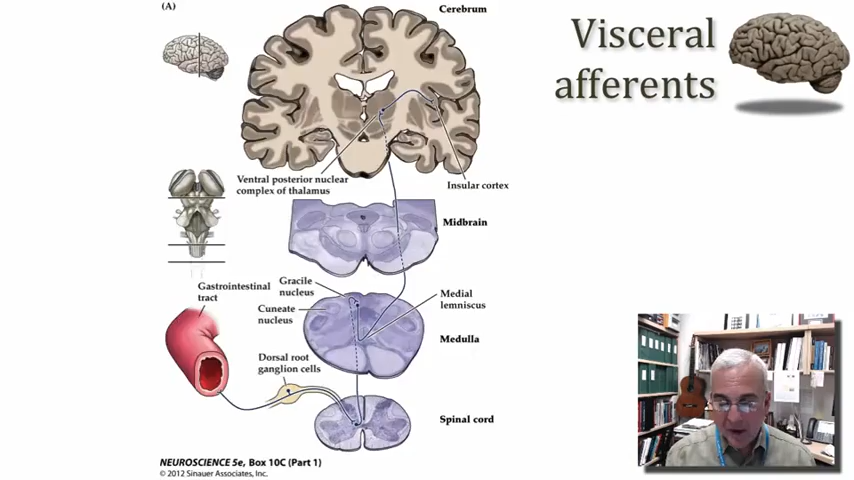 (A)
Cerebrum
Visceral
afferents
Ventral posterior nuclear
complex of thalamus
Insular cortex
Midbrain
Gastrointestinal
tract
Gracile
nucleus
Cuneate
nucleus
Medial
lemniscus
Medulla
Dorsal root
ganglion cells
Spinal cord
NEUROSCIENCE 5e, Box 10C (Part 1)
© 2012 Sinauer Associates, Inc.